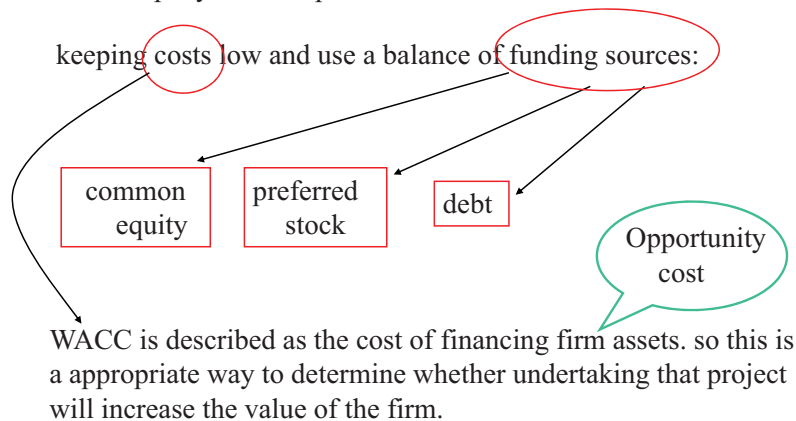 keeping costs low and use a balance of funding sources:
common
equity
preferred
stock
debt
Opportunity
cost
WACC is described as the cost of financing firm assets. so this is
a appropriate way to determine whether undertaking that project
will increase the value of the firm.